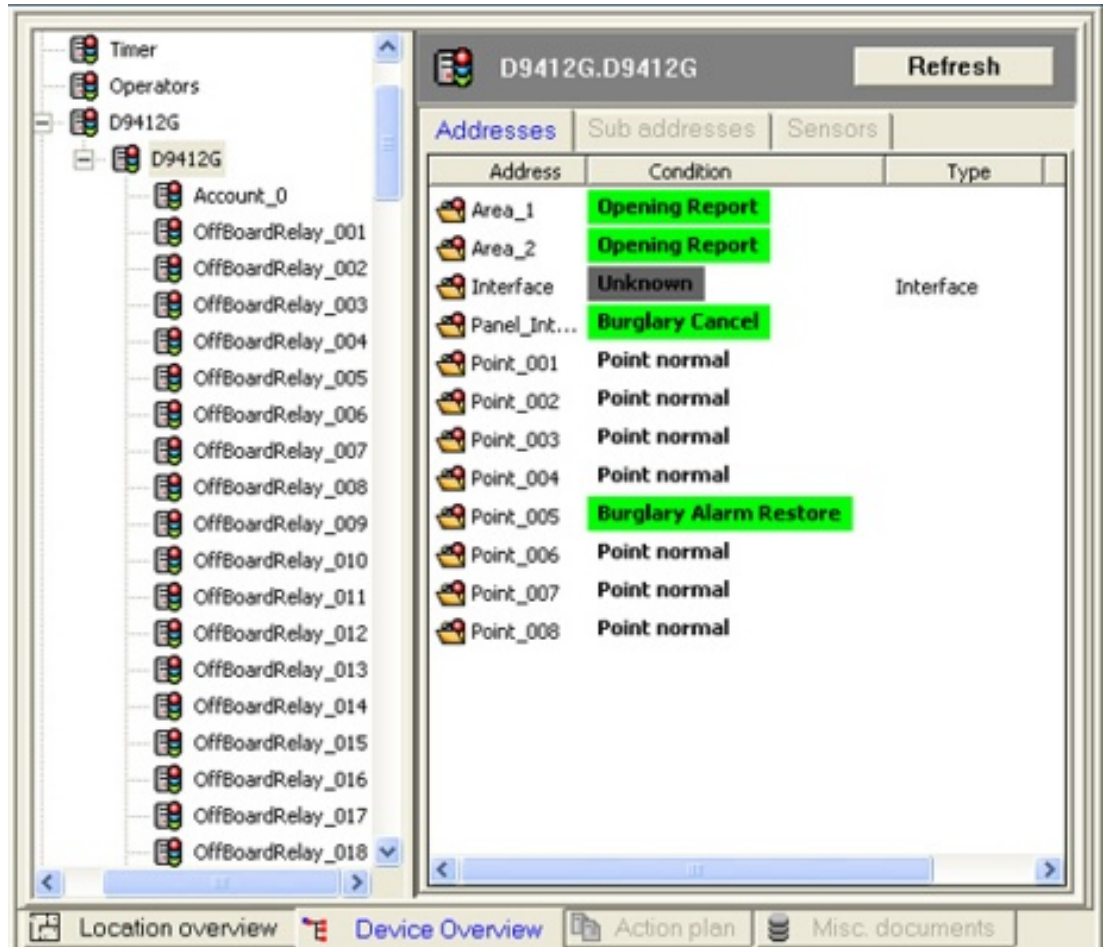 Timer
Operators
D9412G
D9412G
Account_0
OffBoardRelay_001
OffBoardRelay_002
OffBoardRelay_003
OffBoardRelay_004
OffBoardRelay_005
OffBoardRelay_006
OffBoardRelay_007
OffBoardRelay_008
OffBoardRelay_009
OffBoardRelay_010
OffBoardRelay_011
OffBoardRelay_012
OffBoardRelay_013
OffBoardRelay_014
OffBoardRelay_015
OffBoardRelay_016
OffBoardRelay_017
OffBoardRelay_018
D9412G.D9412G Refresh
Addresses Sub addresses Sensors
Address Condition Type
Area_1 Opening Report
Area_2 Opening Report
Interface Unknown Interface
Panel_Int... Burglary Cancel
Point_001 Point normal
Point_002 Point normal
Point_003 Point normal
Point_004 Point normal
Point_005 Burglary Alarm Restore
Point_006 Point normal
Point_007 Point normal
Point_008 Point normal
Location overview Device Overview Action plan Misc. documents